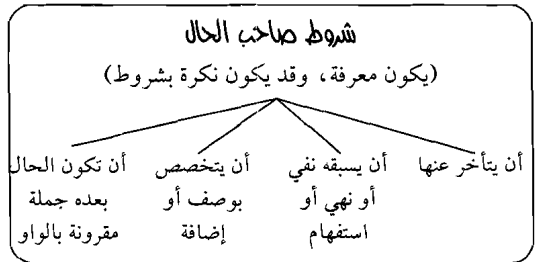 شروط صاحب الحال
(يكون معرفة، وقد يكون نكرة بشروط)
أن يتأخر عنها
أن يسبقه نفي
أو نهي أو
استفهام
أن يتخصص
بوصف أو
إضافة
أن تكون الحال
بعده جملة
مقرونة بالواو